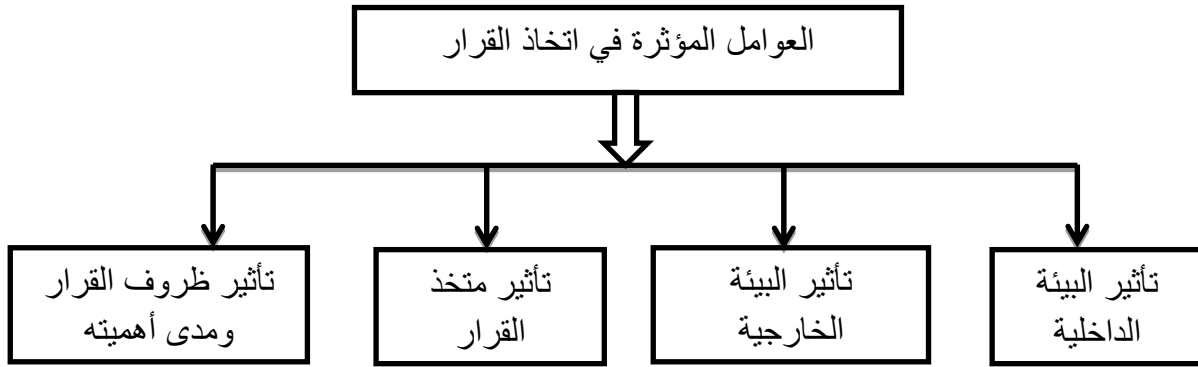 العوامل المؤثرة في اتخاذ القرار
تأثير البيئة
الداخلية
تأثير البيئة
الخارجية
تأثير متخذ
القرار
تأثير ظروف القرار
ومدى أهميته